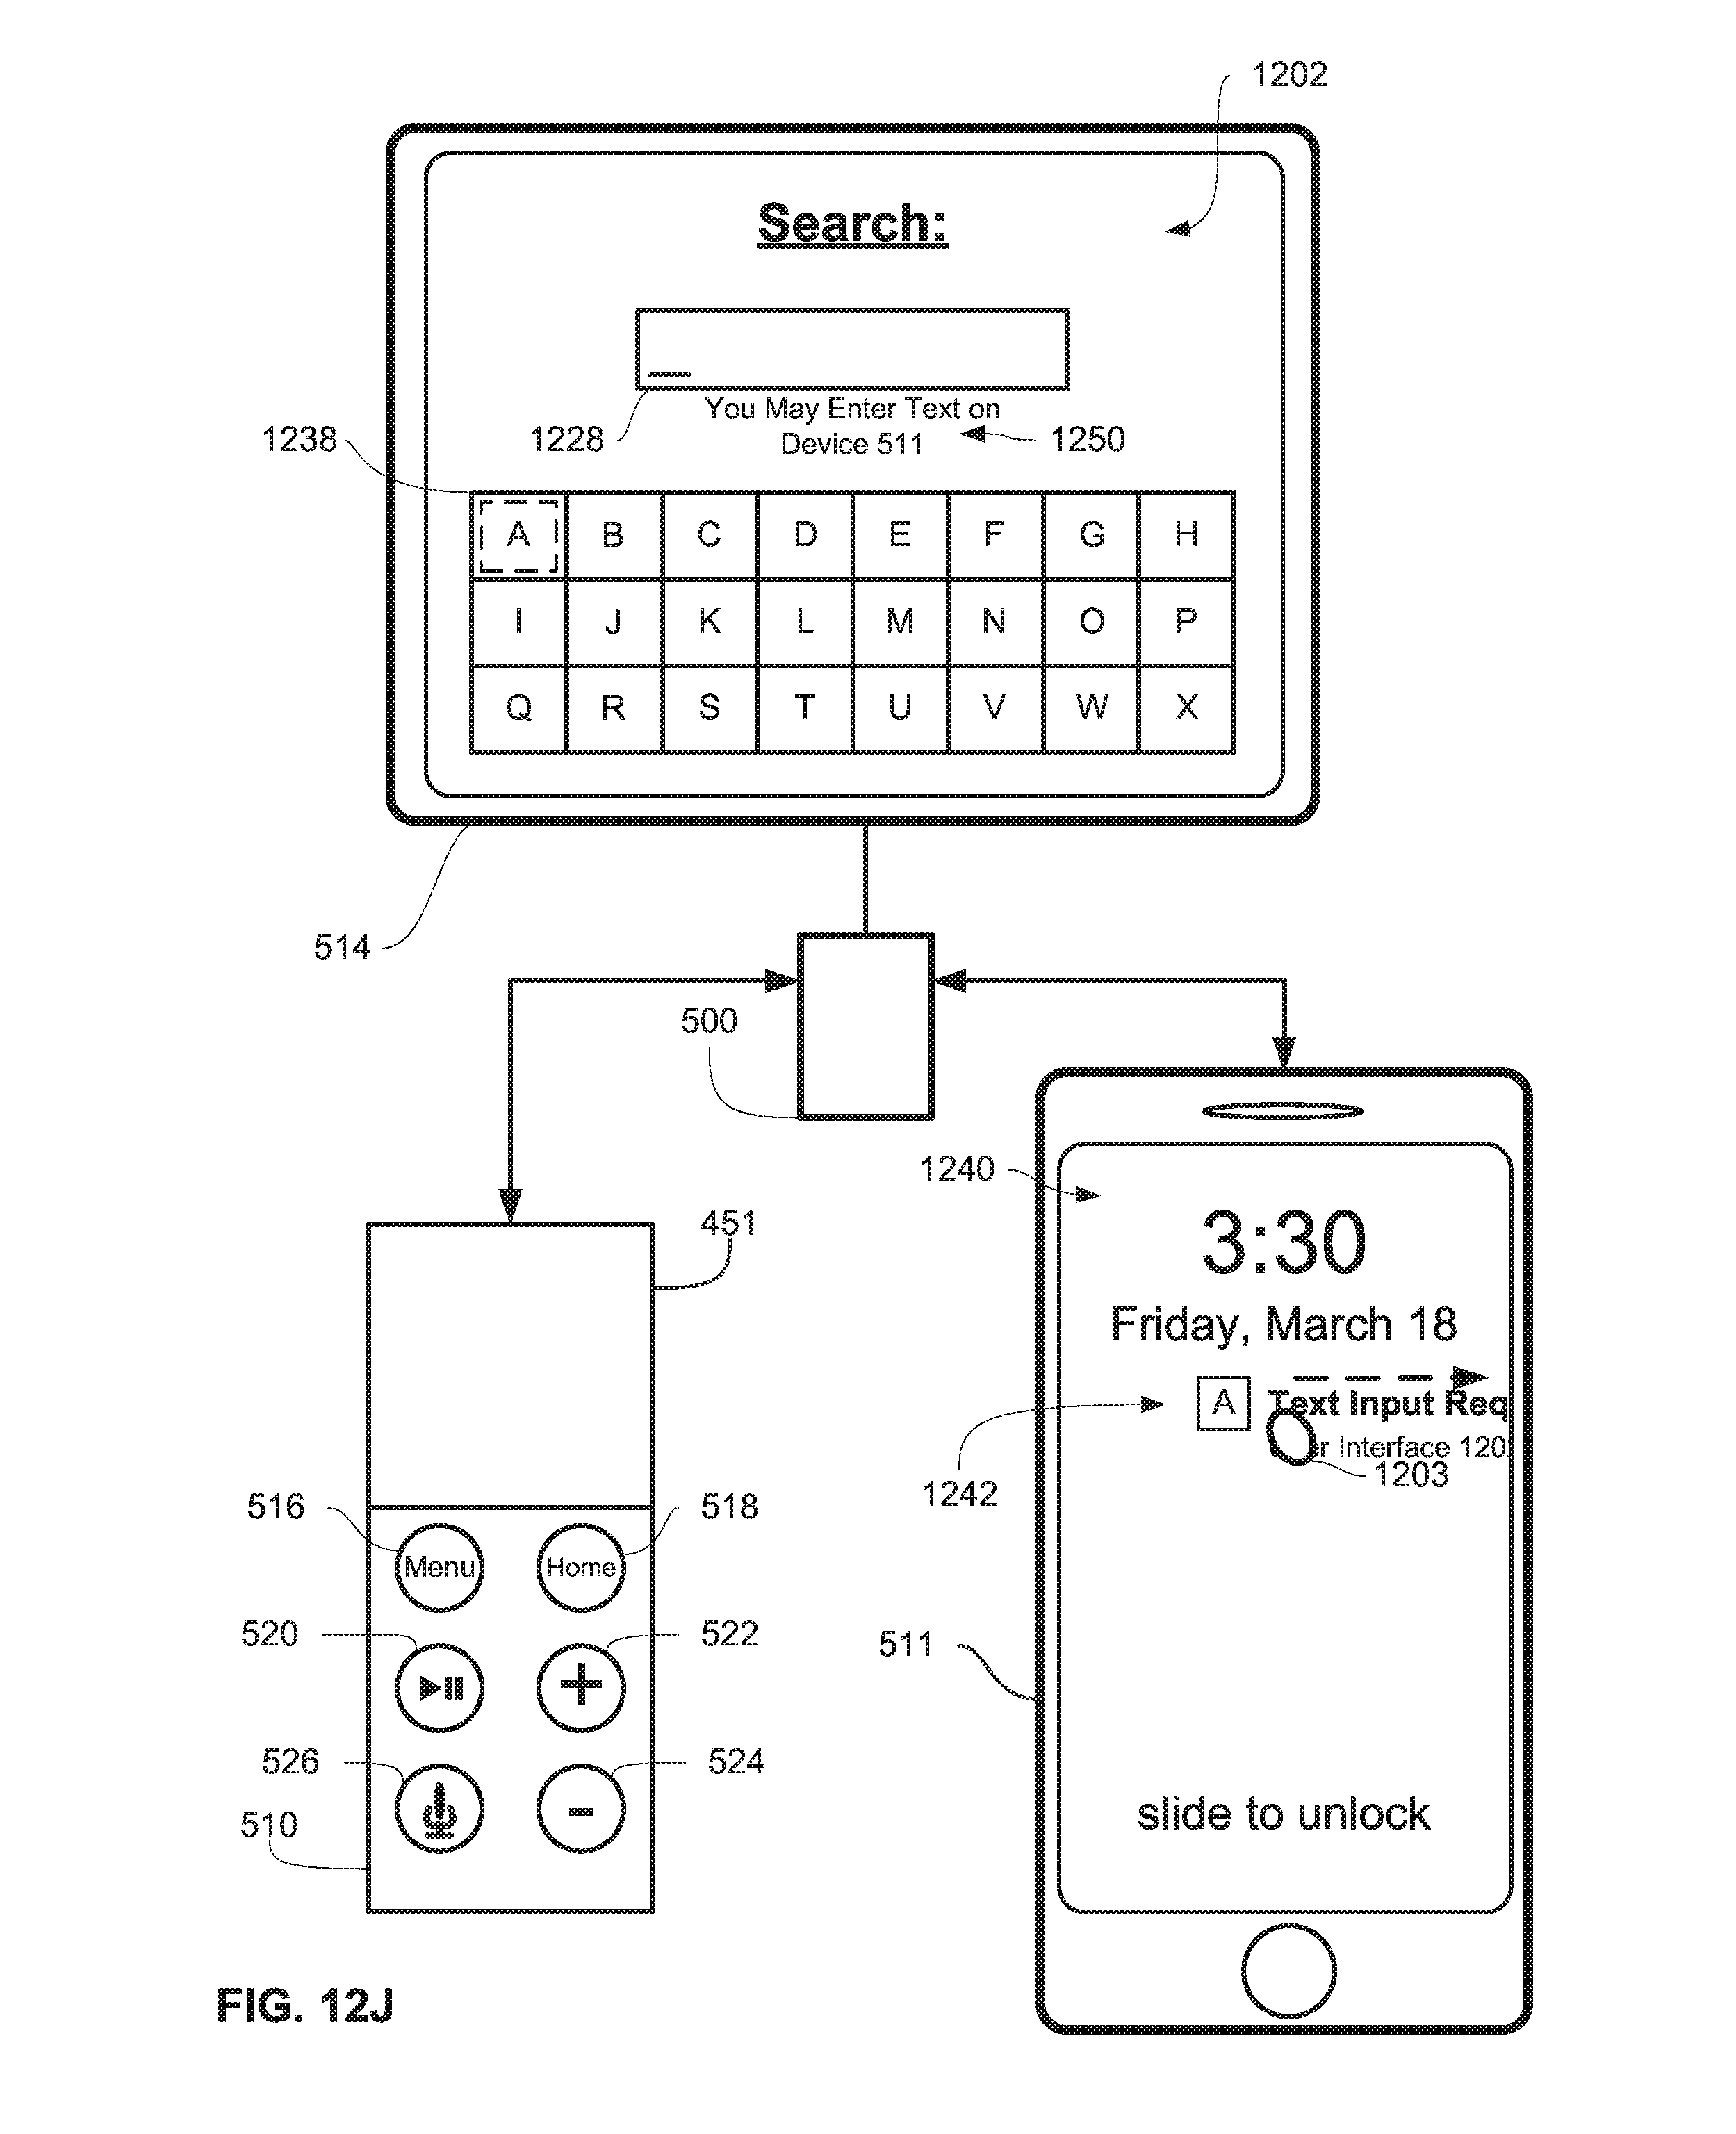 1202
Search:
You May Enter Text on
1238
1228
Device 511
1250
A B C D E F G H
I J K L M N O P
Q R S T U V W X
514
500
1240
451
3:30
Friday, March 18
A
Text Input Req
Interface 120
1203
1242
516
518
Menu
Home
520
522
511
+
526
524
-
510
slide to unlock
FIG. 12J